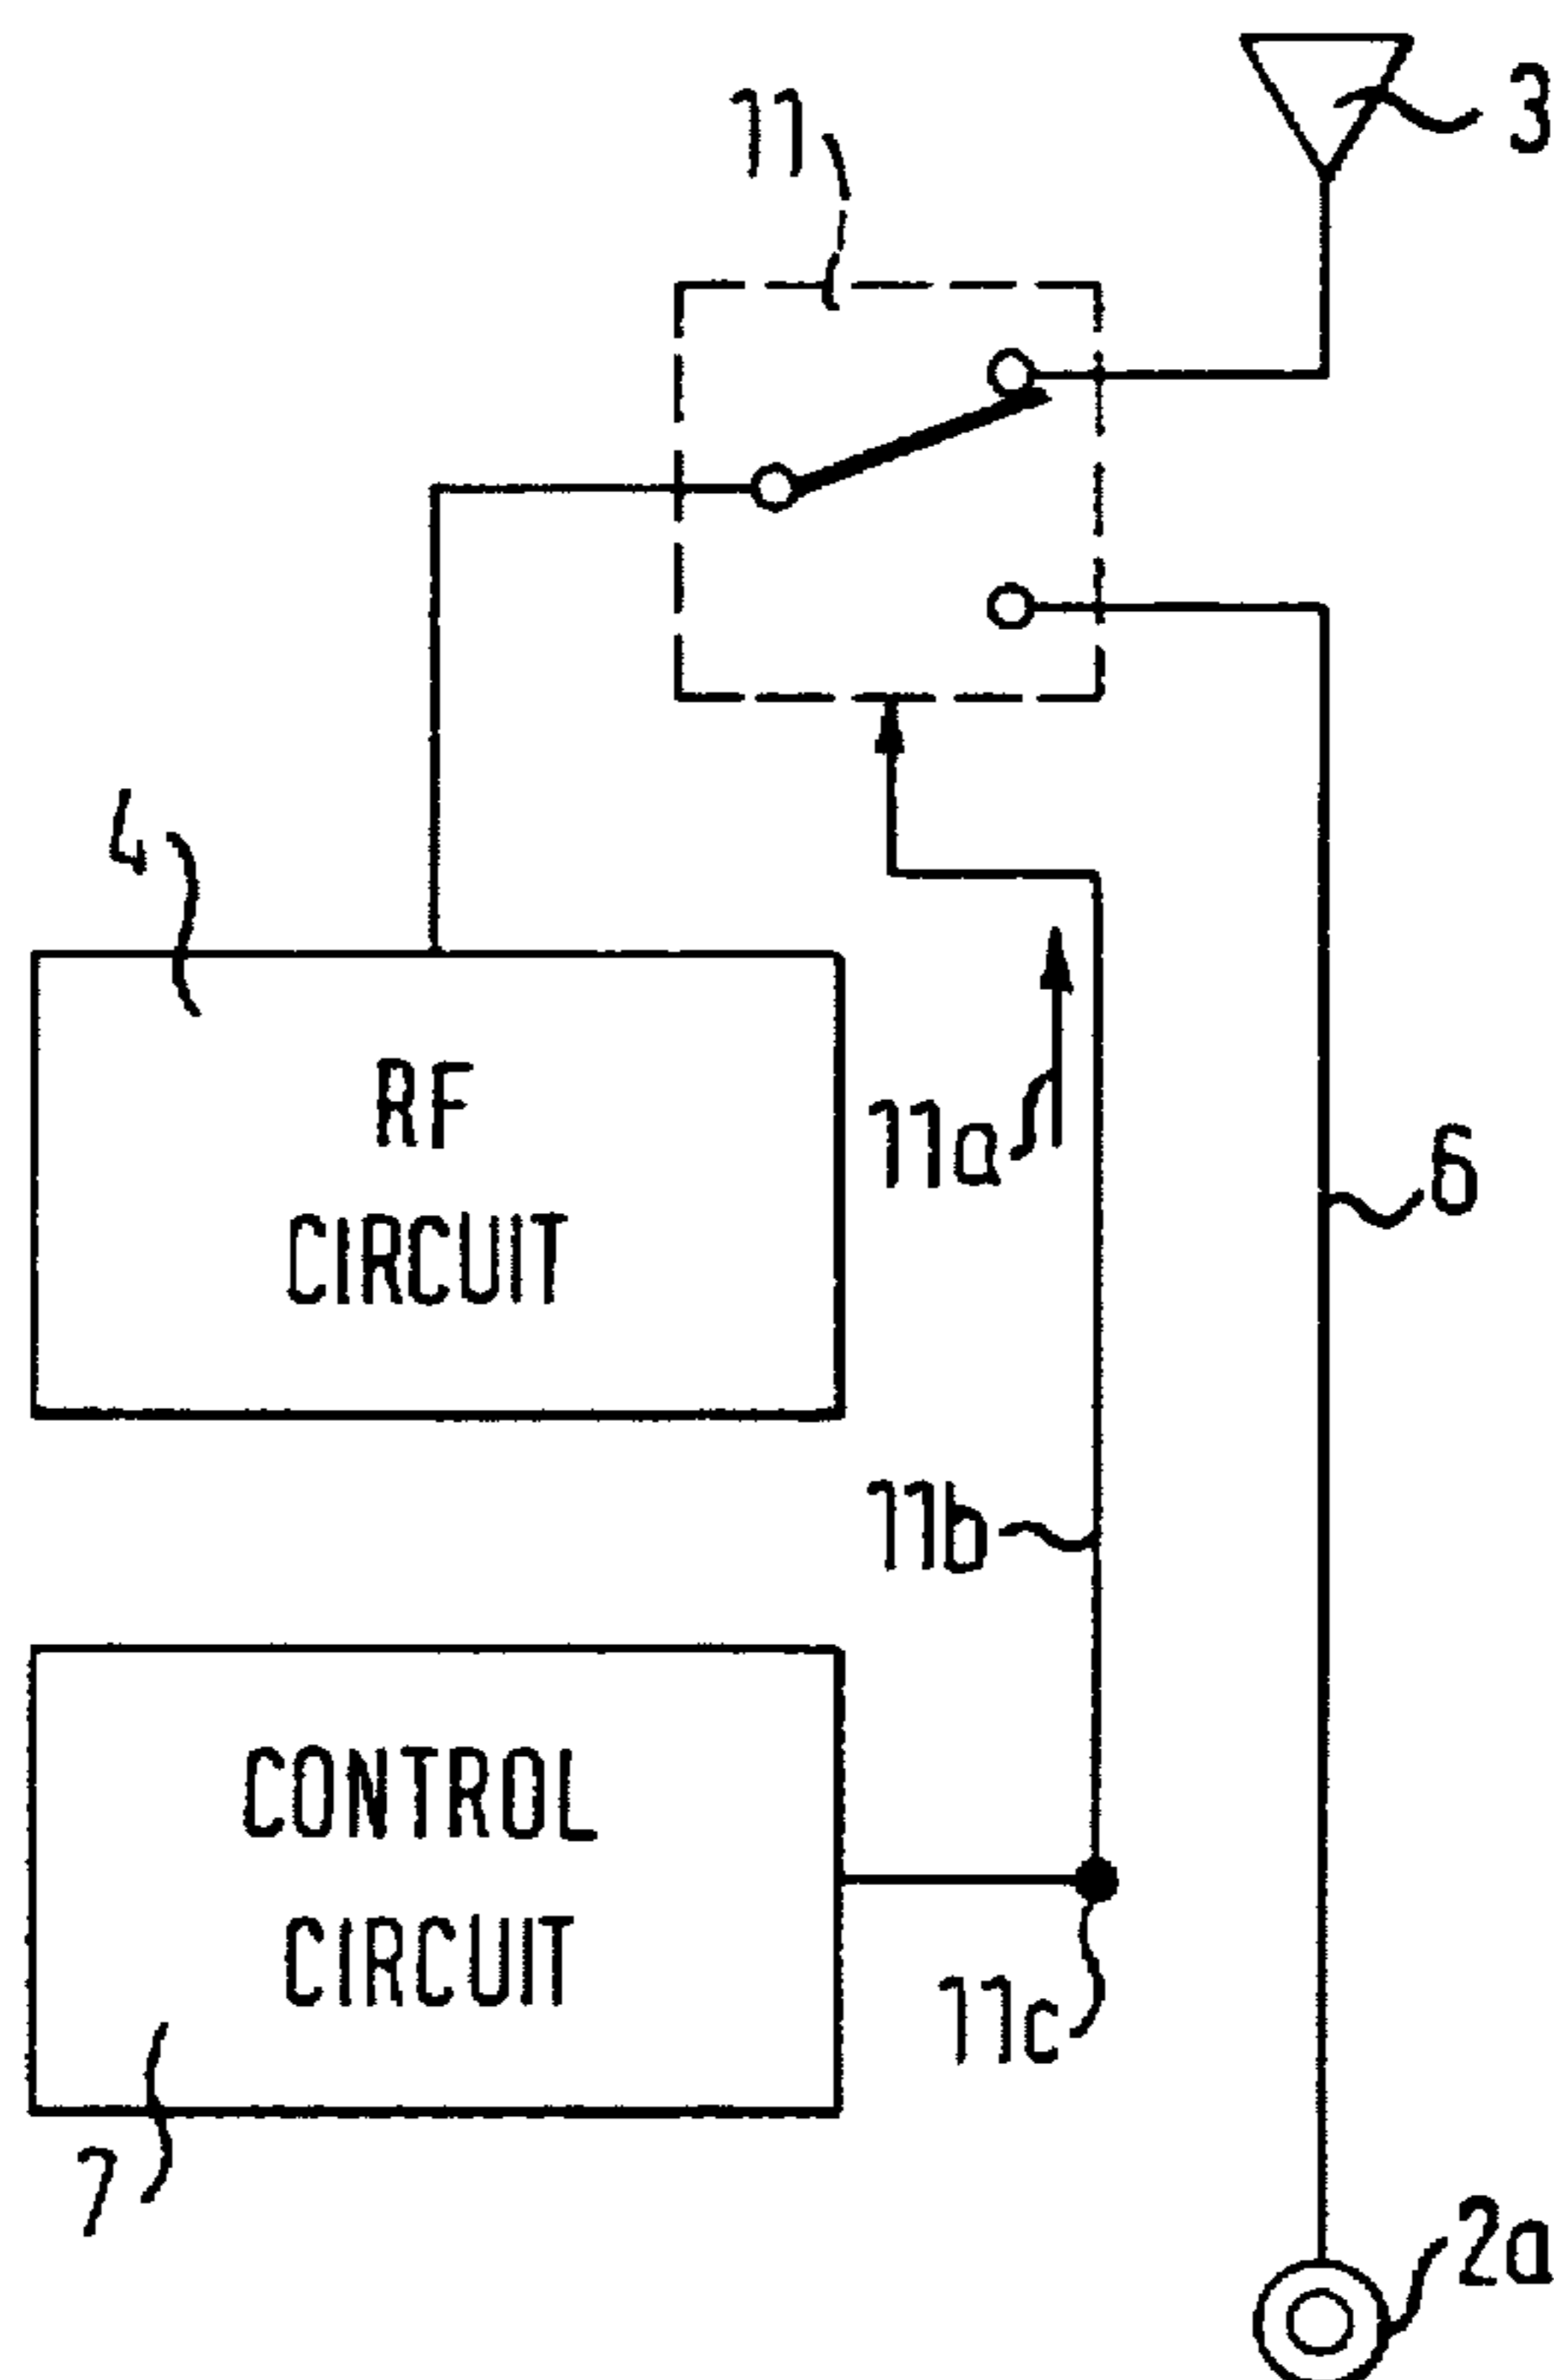 3
11
4
RF
CIRCUIT
11a
6
11b
CONTROL
CIRCUIT
11c
7
2a